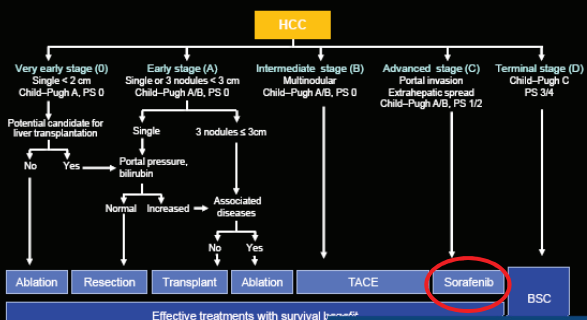 HCC
Very early stage (0)
Single < 2 cm
Child–Pugh A, PS 0
Early stage (A)
Single or 3 nodules < 3 cm
Child–Pugh A/B, PS 0
Intermediate stage (B)
Multinodular
Child–Pugh A/B, PS 0
Advanced stage (C)
Portal invasion
Extrahepatic spread
Child–Pugh A/B, PS 1/2
Terminal stage (D)
Child–Pugh C
PS 3/4
Potential candidate for
liver transplantation
Single
3 nodules ≤ 3cm
No
Yes
Portal pressure,
bilirubin
Normal
Increased
Associated
diseases
No
Yes
Ablation
Resection
Transplant
Ablation
TACE
Sorafenib
BSC
Effective treatments with survival benefit